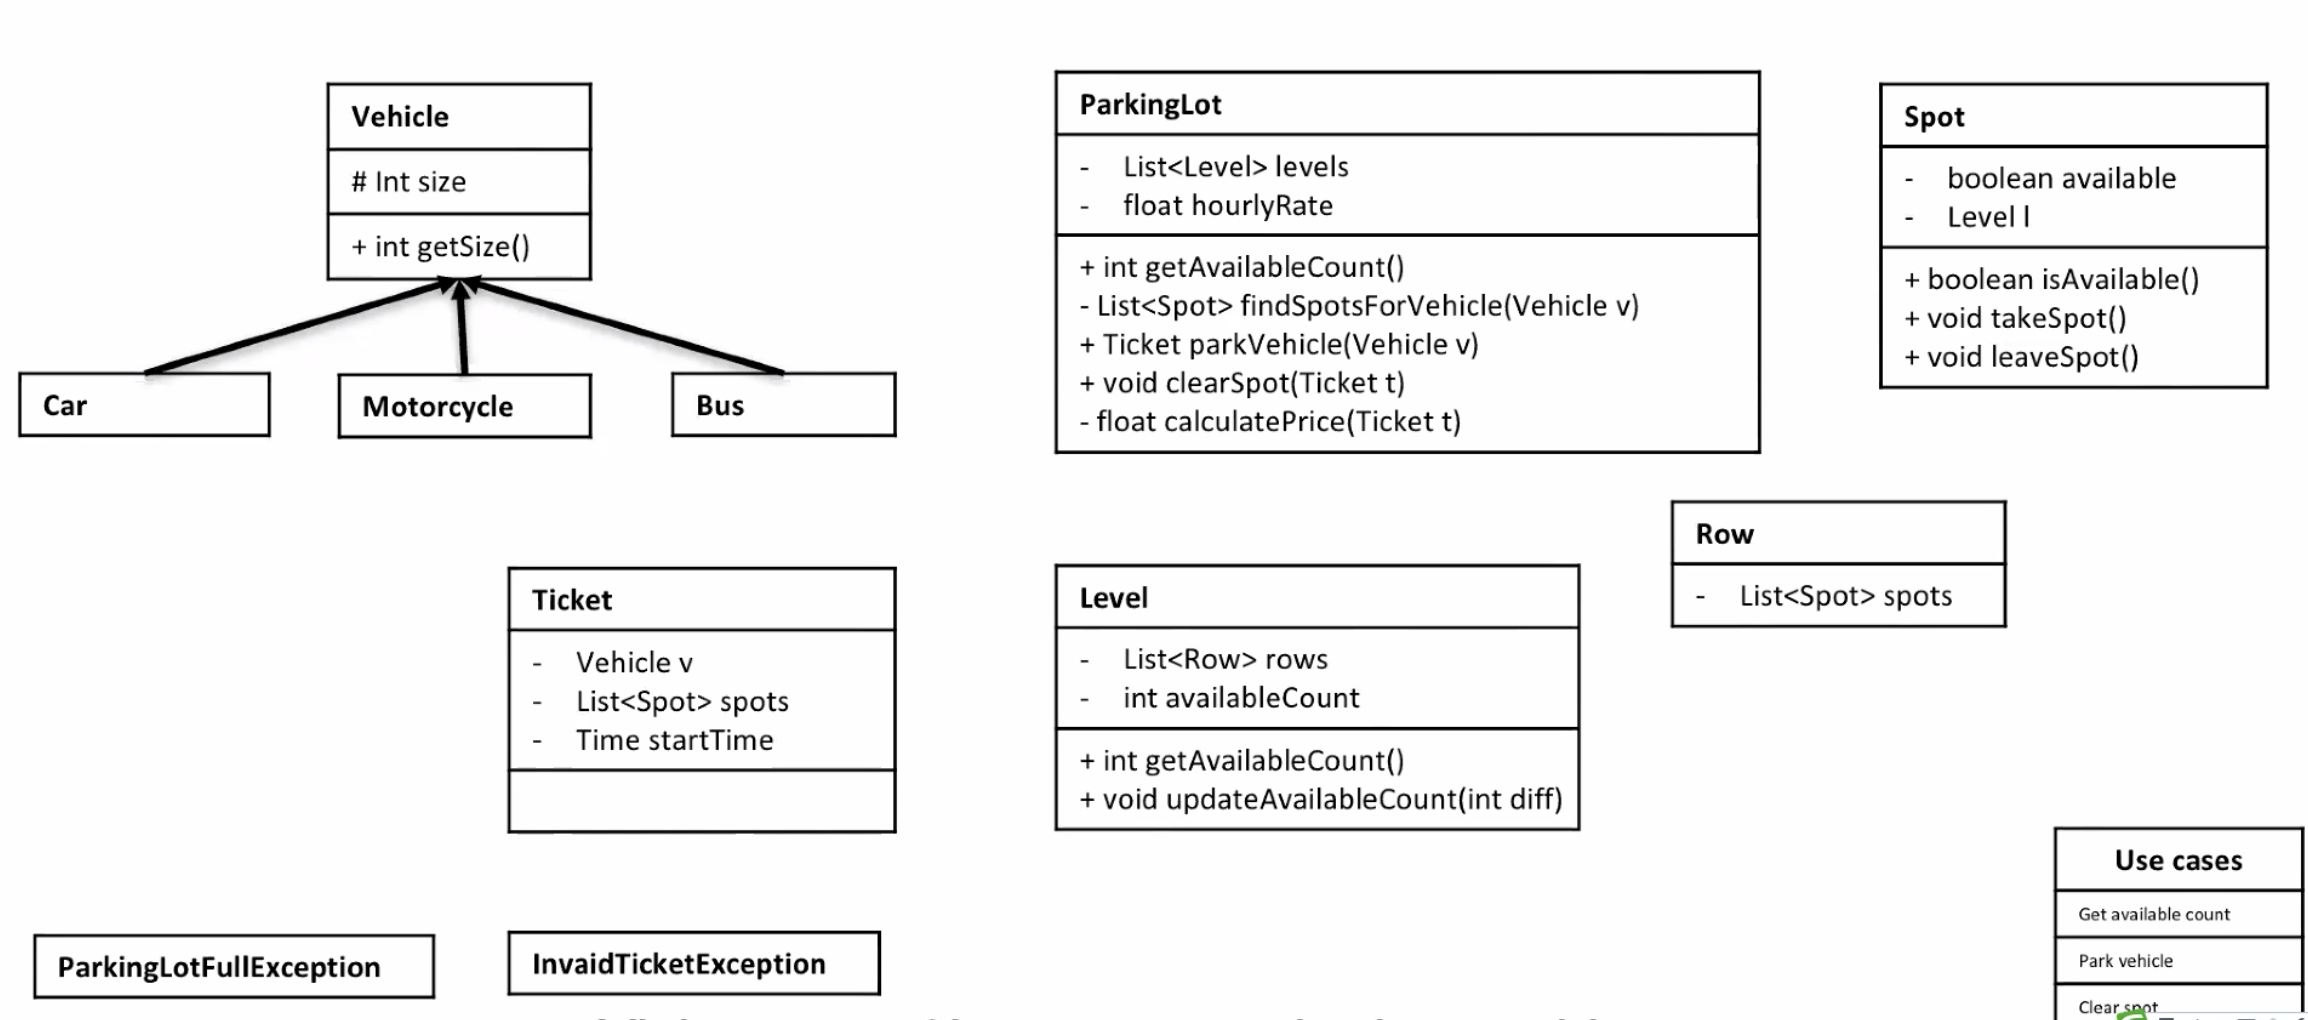 Vehicle
# Int size
+ int getSize()
Car
Motorcycle
Bus
ParkingLot
- List<Level> levels
- float hourlyRate
+ int getAvailableCount()
- List<Spot> findSpotsForVehicle(Vehicle v)
+ Ticket parkVehicle(Vehicle v)
+ void clearSpot(Ticket t)
- float calculatePrice(Ticket t)
Spot
- boolean available
- Level l
+ boolean isAvailable()
+ void takeSpot()
+ void leaveSpot()
Ticket
- Vehicle v
- List<Spot> spots
- Time startTime
Level
- List<Row> rows
- int availableCount
+ int getAvailableCount()
+ void updateAvailableCount(int diff)
Row
- List<Spot> spots
ParkingLotFullException
InvaidTicketException
Use cases
Get available count
Park vehicle
Clear spot